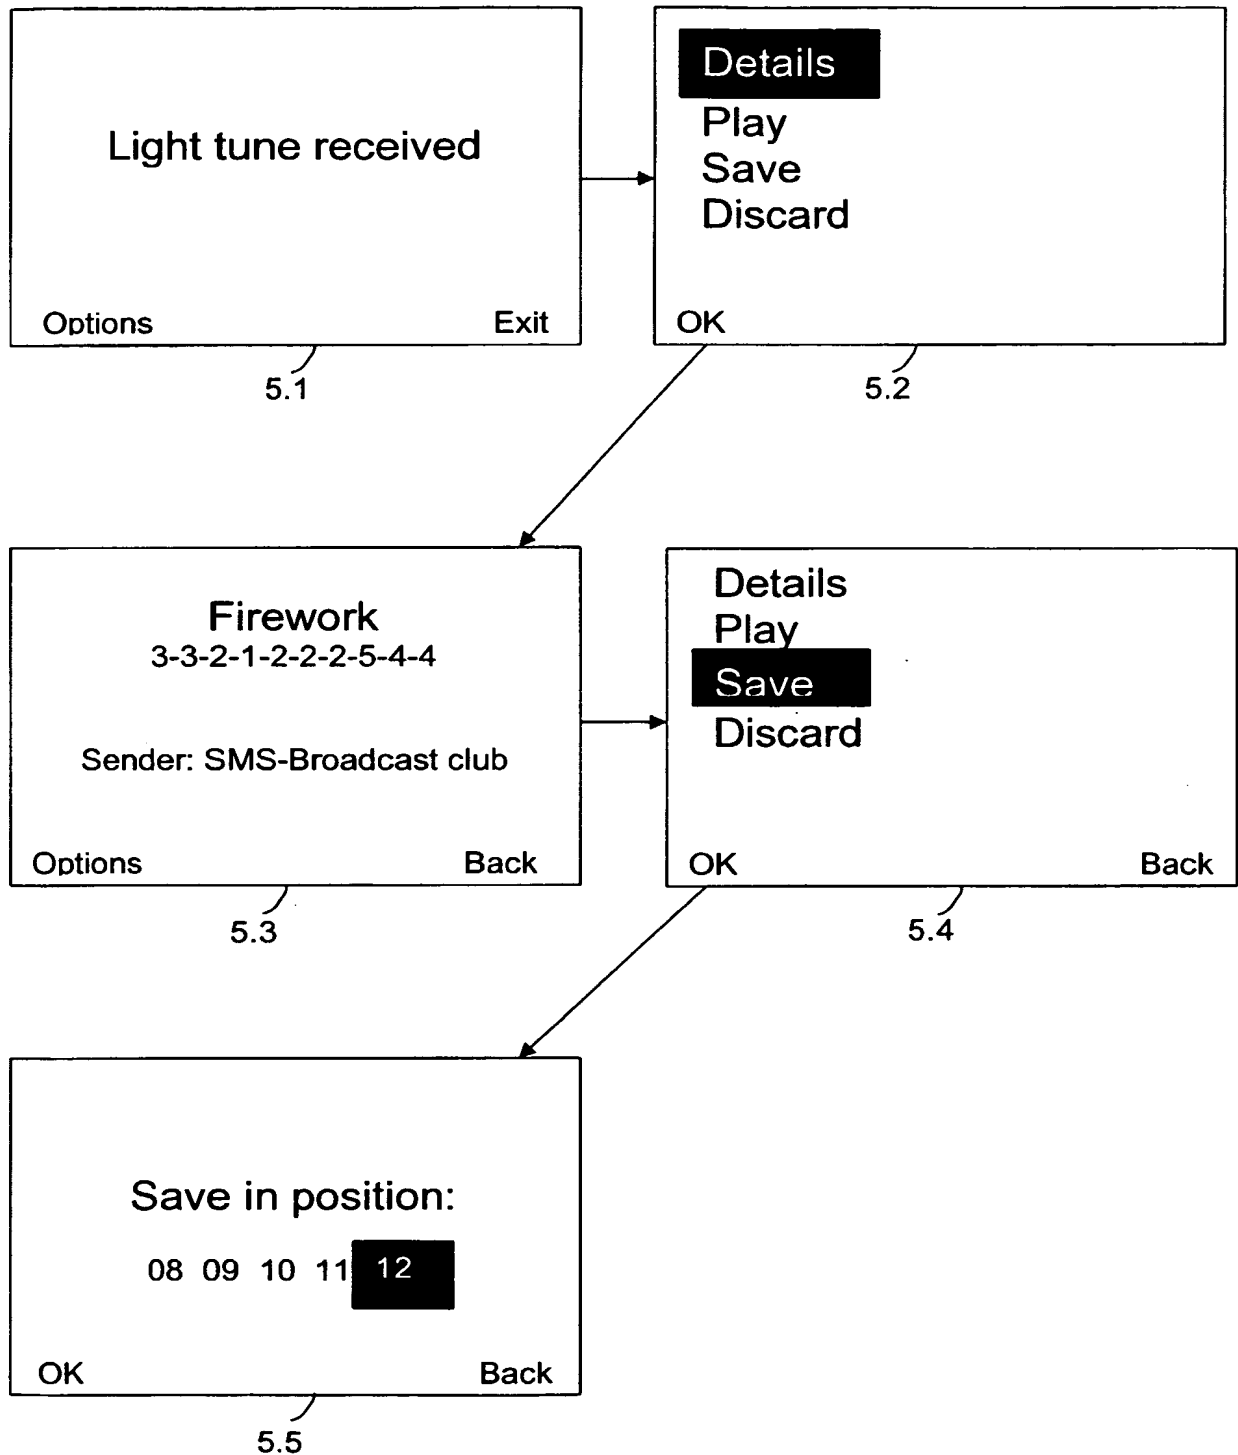 Light tune received
Options Exit
5.1
Details
Play
Save
Discard
OK
5.2
Firework
3-3-2-1-2-2-2-5-4-4
Sender: SMS-Broadcast club
Options Back
5.3
Details
Play
Save
Discard
OK Back
5.4
Save in position:
08 09 10 11 12
OK Back
5.5